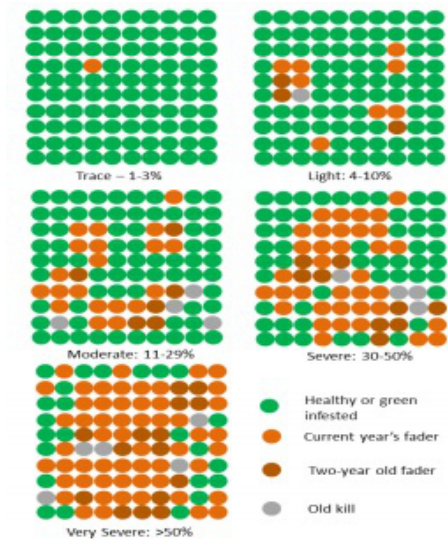 Trace – 1-3%
Light: 4-10%
Moderate: 11-29%
Severe: 30-50%
Very Severe: >50%
Healthy or green
infested
Current year's fader
Two-year old fader
Old kill